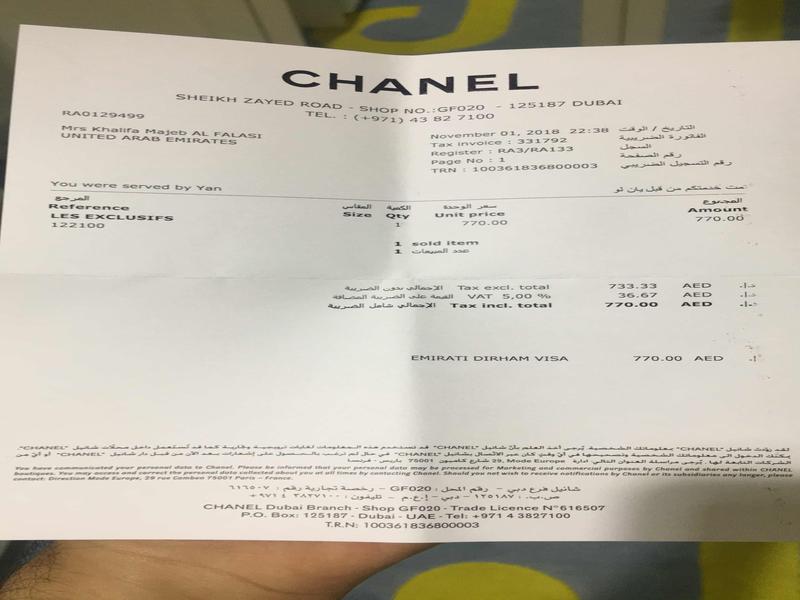 CHANEL
SHEIKH ZAYED ROAD - SHOP NO.:GF020 - 125187 DUBAI
TEL. : (+971) 43 82 7100
RA0129499
Mrs Khalifa Majeb AL FALASI
UNITED ARAB EMIRATES
November 01, 2018 22:38 التاريخ / الوقت
Tax invoice : 331792 الفاتورة الضريبية
Register : RA3/RA133 السجل
Page No : 1 رقم الصفحة
TRN : 100361836800003 رقم التسجيل الضريبي
You were served by Yan تمت خدمتكم من قبل يان لو
المرجع المقاس الكمية سعر الوحدة المجموع
Reference Size Qty Unit price Amount
LES EXCLUSIFS 1 770.00 770.00
122100
1 sold item
1 عدد المبيعات
الإجمالي بدون الضريبة Tax excl. total 733.33 AED د.إ.
القيمة على الضريبة المضافة VAT 5,00 % 36.67 AED د.إ.
الإجمالي شامل الضريبة Tax incl. total 770.00 AED د.إ.
EMIRATI DIRHAM VISA 770.00 AED
You have communicated your personal data to Chanel. Please be informed that your personal data may be processed for Marketing and commercial purposes by Chanel and shared within CHANEL
boutiques. You may access and correct the personal data collected about you at all times by contacting Chanel. Should you not wish to receive notifications by Chanel or its subsidiaries any longer, please
contact: Direction Mode Europe, 29 rue Cambon 75001 Paris - France.
شانيل فرع دبي - رقم المحل : GF020 - رخصة تجارية رقم : ٦١٦٥٠٧
ص.ب. : ١٢٥١٨٧ - دبي - إ.ع.م - تليفون : ٣٨٢٧١٠٠ ٤ ٩٧١+
CHANEL Dubai Branch - Shop GF020 - Trade Licence N°616507
P.O. Box: 125187 - Dubai - UAE - Tel: +971 4 3827100
T.R.N: 100361836800003